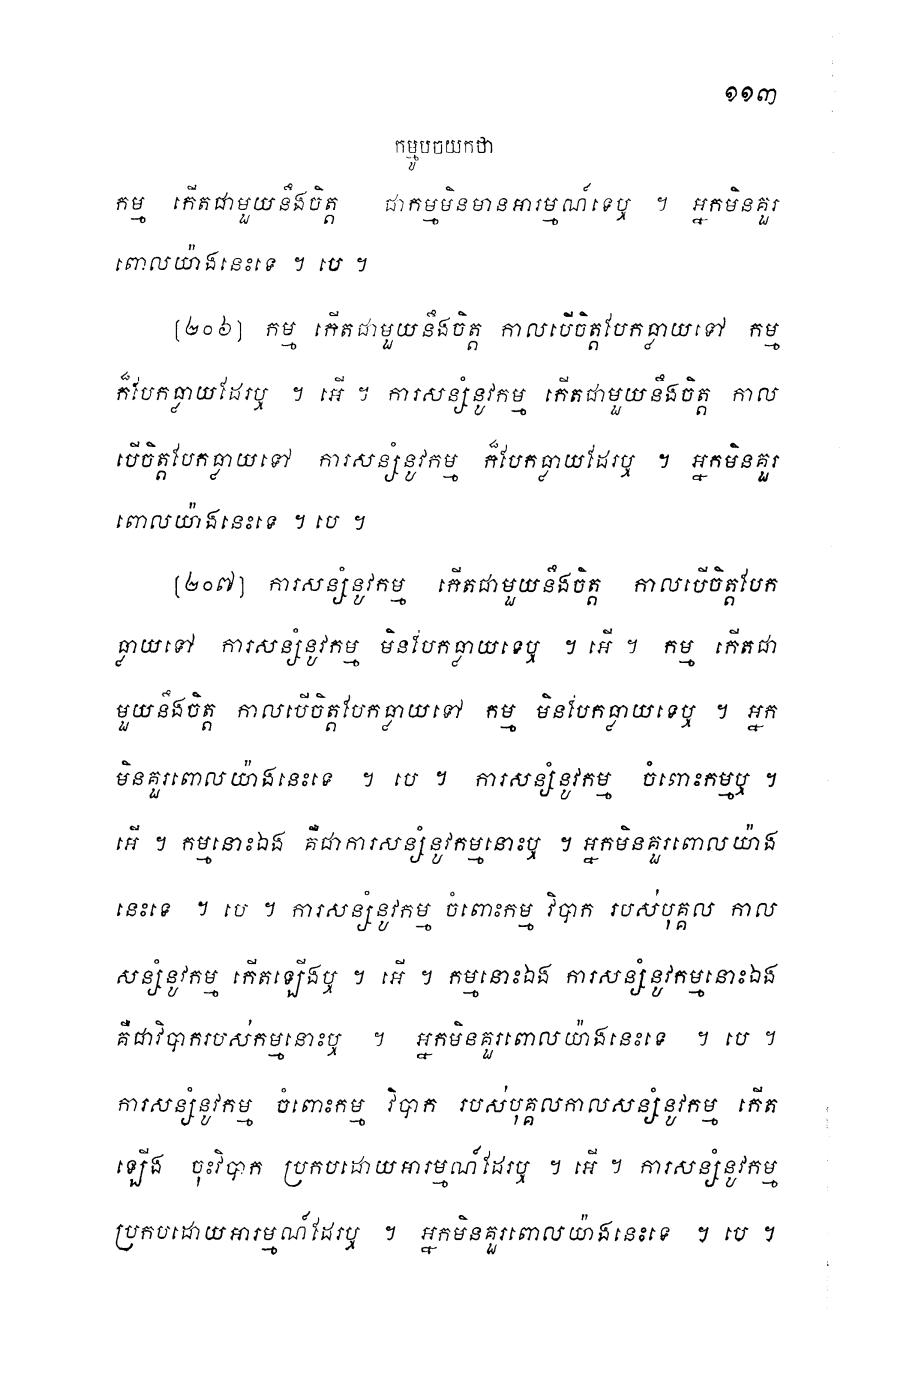 ១១៣
កម្មូបចយកថា
កម្ម កើតជាមួយនឹងចិត្ត ជាកម្មមិនមានអារម្មណ៍ទេឬ ។ អ្នកមិនគួរ
ពោលយ៉ាងនេះទេ ។ បេ ។
(២០៦) កម្ម កើតជាមួយនឹងចិត្ត កាលបើចិត្តបែកធ្លាយទៅ កម្ម
ក៏បែកធ្លាយដែរឬ ។ អើ ។ ការសន្សំនូវកម្ម កើតជាមួយនឹងចិត្ត កាល
បើចិត្តបែកធ្លាយទៅ ការសន្សំនូវកម្ម ក៏បែកធ្លាយដែរឬ ។ អ្នកមិនគួរ
ពោលយ៉ាងនេះទេ ។ បេ ។
(២០៧) ការសន្សំនូវកម្ម កើតជាមួយនឹងចិត្ត កាលបើចិត្តបែក
ធ្លាយទៅ ការសន្សំនូវកម្ម មិនបែកធ្លាយទេឬ ។ អើ ។ កម្ម កើតជា
មួយនឹងចិត្ត កាលបើចិត្តបែកធ្លាយទៅ កម្ម មិនបែកធ្លាយទេឬ ។ អ្នក
មិនគួរពោលយ៉ាងនេះទេ ។ បេ ។ ការសន្សំនូវកម្ម ចំពោះកម្មឬ ។
អើ ។ កម្មនោះឯង គឺជាការសន្សំនូវកម្មនោះឬ ។ អ្នកមិនគួរពោលយ៉ាង
នេះទេ ។ បេ ។ ការសន្សំនូវកម្ម ចំពោះកម្ម វិបាក របស់បុគ្គល កាល
សន្សំនូវកម្ម កើតឡើងឬ ។ អើ ។ កម្មនោះឯង ការសន្សំនូវកម្មនោះឯង
គឺជាវិបាករបស់កម្មនោះឬ ។ អ្នកមិនគួរពោលយ៉ាងនេះទេ ។ បេ ។
ការសន្សំនូវកម្ម ចំពោះកម្ម វិបាក របស់បុគ្គលកាលសន្សំនូវកម្ម កើត
ឡើង ចុះវិបាក ប្រកបដោយអារម្មណ៍ដែរឬ ។ អើ ។ ការសន្សំនូវកម្ម
ប្រកបដោយអារម្មណ៍ដែរឬ ។ អ្នកមិនគួរពោលយ៉ាងនេះទេ ។ បេ ។